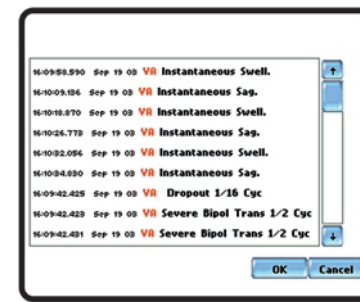 16:09:58.590 Sep 19 03 VA Instantaneous Swell.
16:10:09.136 Sep 19 03 VA Instantaneous Sag.
16:10:18.870 Sep 19 03 VA Instantaneous Swell.
16:10:26.773 Sep 19 03 VA Instantaneous Sag.
16:10:32.056 Sep 19 03 VA Instantaneous Swell.
16:10:34.830 Sep 19 03 VA Instantaneous Sag.
16:09:42.425 Sep 19 03 VA Dropout 1/16 Cyc
16:09:42.423 Sep 19 03 VA Severe Bipol Trans 1/2 Cyc
16:09:42.431 Sep 19 03 VA Severe Bipol Trans 1/2 Cyc
OK Cancel